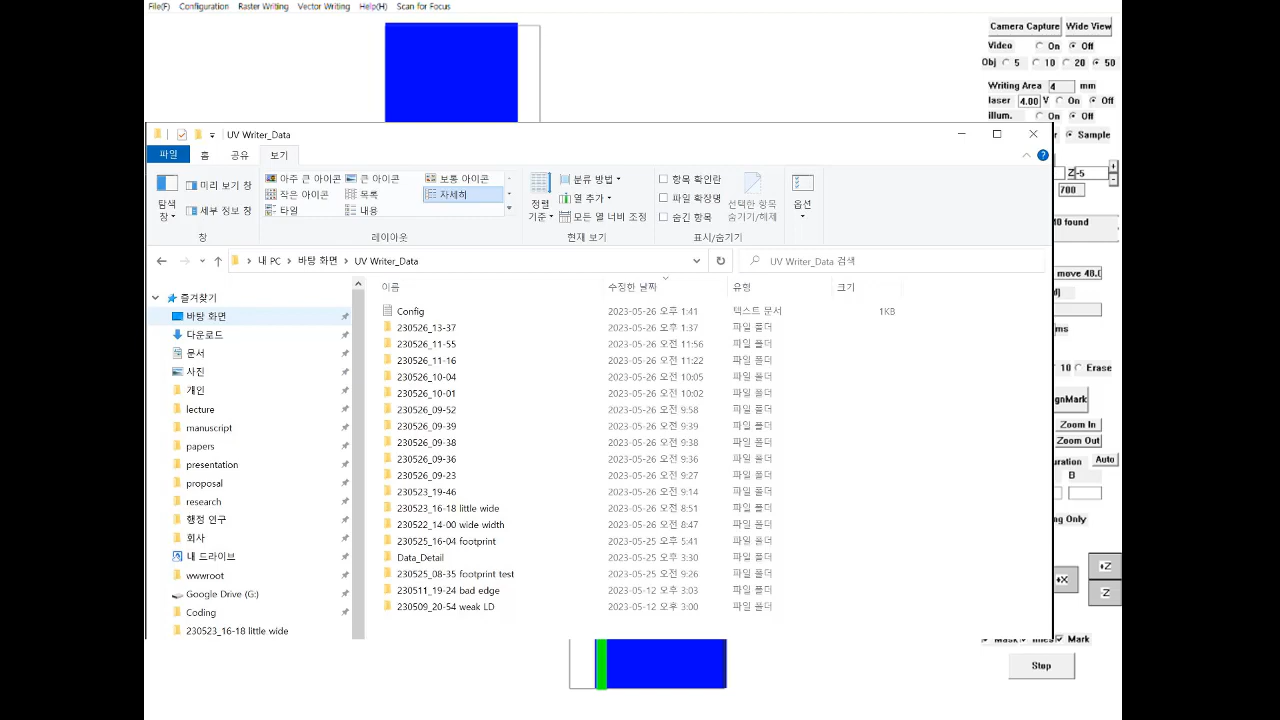 File(F) Configuration Raster Writing Vector Writing Help(H) Scan for Focus
Camera Capture Wide View
Video On Off
Obj 5 10 20 50
Writing Area 4 mm
laser 4.00 V On Off
illum. On Off
UV Writer_Data
Sample
파일 홈 공유 보기
Z -5 + -
700
탐색 창
미리 보기 창
세부 정보 창
창
아주 큰 아이콘 큰 아이콘 보통 아이콘
작은 아이콘 목록 자세히
타일 내용
레이아웃
정렬 기준
분류 방법
열 추가
모든 열 너비 조정
현재 보기
항목 확인란
파일 확장명
숨긴 항목
선택한 항목 숨기기/해제
표시/숨기기
옵션
found
내 PC 바탕 화면 UV Writer_Data
UV Writer_Data 검색
move 48.0
이름 수정한 날짜 유형 크기
즐겨찾기
바탕 화면
다운로드
문서
사진
개인
lecture
manuscript
papers
presentation
proposal
research
행정 인구
회사
내 드라이브
wwwroot
Google Drive (G:)
Coding
230523_16-18 little wide
Config 2023-05-26 오후 1:41 텍스트 문서 1KB
230526_13-37 2023-05-26 오후 1:37 파일 폴더
230526_11-55 2023-05-26 오전 11:56 파일 폴더
230526_11-16 2023-05-26 오전 11:22 파일 폴더
230526_10-04 2023-05-26 오전 10:05 파일 폴더
230526_10-01 2023-05-26 오전 10:02 파일 폴더
230526_09-52 2023-05-26 오전 9:58 파일 폴더
230526_09-39 2023-05-26 오전 9:39 파일 폴더
230526_09-38 2023-05-26 오전 9:38 파일 폴더
230526_09-36 2023-05-26 오전 9:36 파일 폴더
230526_09-23 2023-05-26 오전 9:27 파일 폴더
230523_19-46 2023-05-26 오전 9:14 파일 폴더
230523_16-18 little wide 2023-05-26 오전 8:51 파일 폴더
230522_14-00 wide width 2023-05-26 오전 8:47 파일 폴더
230525_16-04 footprint 2023-05-25 오후 5:41 파일 폴더
Data_Detail 2023-05-25 오후 3:30 파일 폴더
230525_08-35 footprint test 2023-05-25 오전 9:26 파일 폴더
230511_19-24 bad edge 2023-05-12 오후 3:03 파일 폴더
230509_20-54 weak LD 2023-05-12 오후 3:00 파일 폴더
10 Erase
gnMark
Zoom In
Zoom Out
uration Auto
B
ng Only
+Z
+X
-Z
Mask lines Mark
Stop